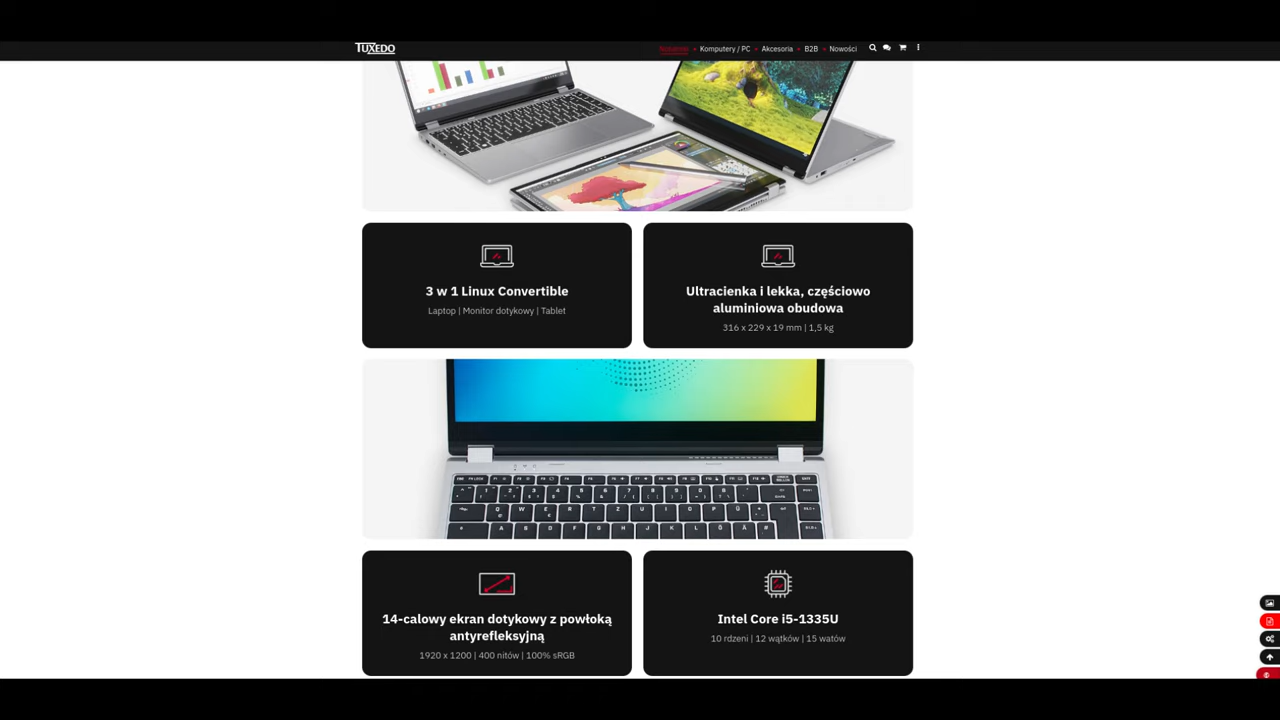 TUXEDO
Notebooki Komputery / PC Akcesoria B2B Nowości
3 w 1 Linux Convertible
Laptop | Monitor dotykowy | Tablet
Ultracienka i lekka, częściowo
aluminiowa obudowa
316 x 229 x 19 mm | 1,5 kg
14-calowy ekran dotykowy z powłoką
antyrefleksyjną
1920 x 1200 | 400 nitów | 100% sRGB
Intel Core i5-1335U
10 rdzeni | 12 wątków | 15 watów